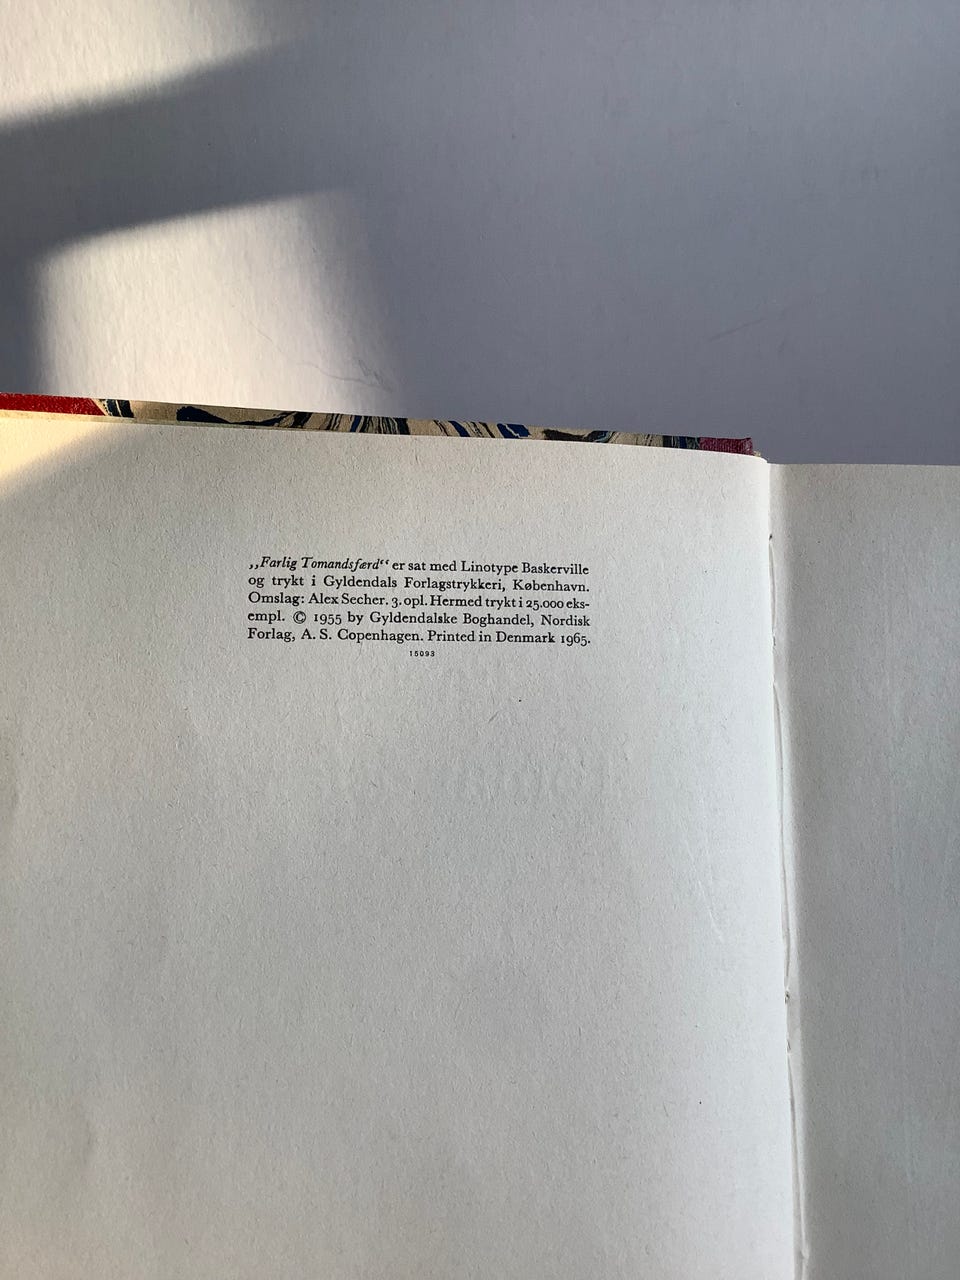 „Farlig Tomandsfærd“ er sat med Linotype Baskerville
og trykt i Gyldendals Forlagstrykkeri, København.
Omslag: Alex Secher. 3. opl. Hermed trykt i 25.000 eks-
empl. © 1955 by Gyldendalske Boghandel, Nordisk
Forlag, A. S. Copenhagen. Printed in Denmark 1965.
15093